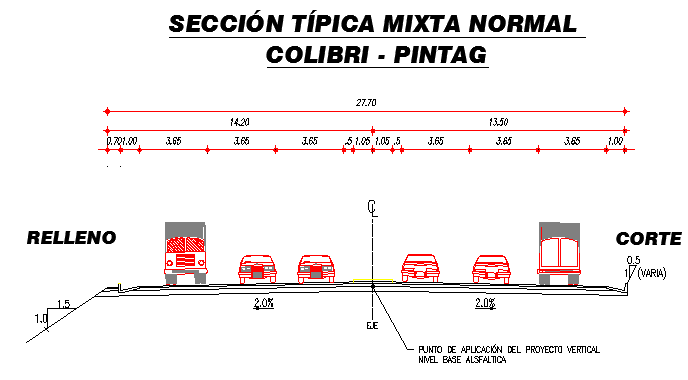 SECCIÓN TÍPICA MIXTA NORMAL
COLIBRI - PINTAG
27.70
14.20 13.50
0.70 1.00 3.65 3.65 3.65 .5 1.05 1.05 .5 3.65 3.65 3.65 1.00
RELLENO CORTE
0.5
1 (VARIA)
1.5
1.0
2.0% 2.0%
EJE
PUNTO DE APLICACIÓN DEL PROYECTO VERTICAL
NIVEL BASE ALSFALTICA